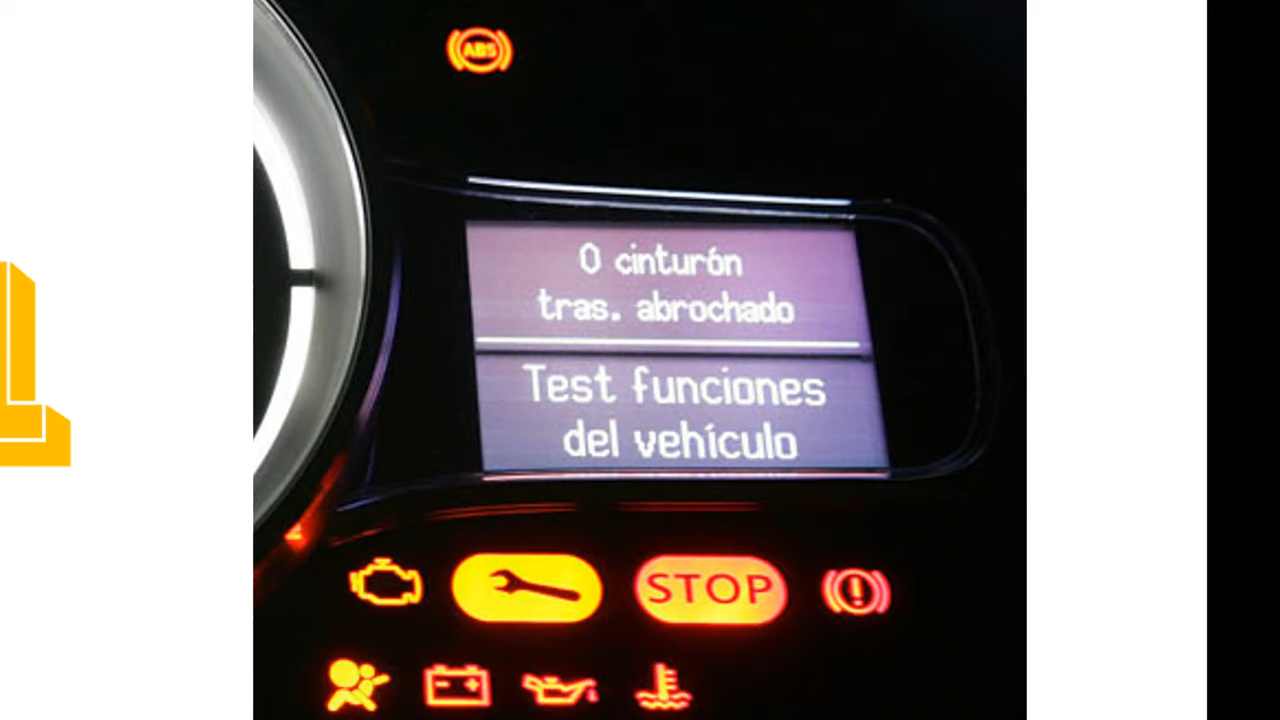 ABS
0 cinturón
tras. abrochado
Test funciones
del vehículo
STOP